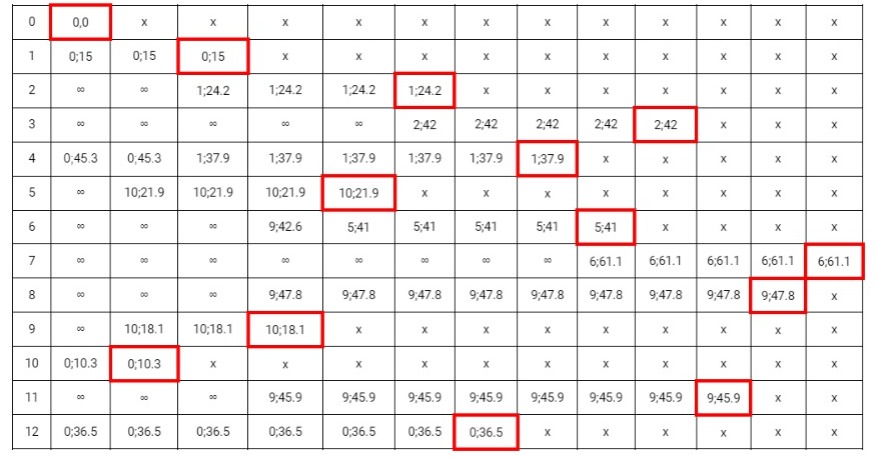 0 0,0 x x x x x x x x x x x
1 0;15 0;15 0;15 x x x x x x x x x x
2 ∞ ∞ 1;24.2 1;24.2 1;24.2 1;24.2 x x x x x x x
3 ∞ ∞ ∞ ∞ ∞ 2;42 2;42 2;42 2;42 2;42 x x x
4 0;45.3 0;45.3 1;37.9 1;37.9 1;37.9 1;37.9 1;37.9 1;37.9 x x x x x
5 ∞ 10;21.9 10;21.9 10;21.9 10;21.9 x x x x x x x x
6 ∞ ∞ ∞ 9;42.6 5;41 5;41 5;41 5;41 5;41 x x x x
7 ∞ ∞ ∞ ∞ ∞ ∞ ∞ ∞ 6;61.1 6;61.1 6;61.1 6;61.1 6;61.1
8 ∞ ∞ ∞ 9;47.8 9;47.8 9;47.8 9;47.8 9;47.8 9;47.8 9;47.8 9;47.8 9;47.8 x
9 ∞ 10;18.1 10;18.1 10;18.1 x x x x x x x x x
10 0;10.3 0;10.3 x x x x x x x x x x x
11 ∞ ∞ ∞ 9;45.9 9;45.9 9;45.9 9;45.9 9;45.9 9;45.9 9;45.9 9;45.9 x x
12 0;36.5 0;36.5 0;36.5 0;36.5 0;36.5 0;36.5 0;36.5 x x x x x x